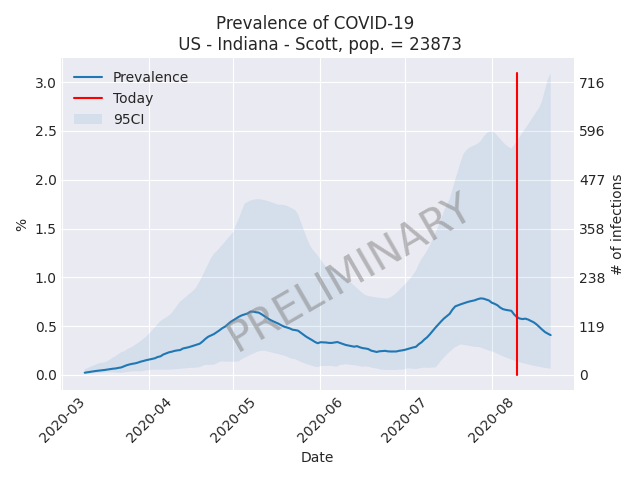 Prevalence of COVID-19
US - Indiana - Scott, pop. = 23873
Prevalence
Today
95CI
PRELIMINARY
%
3.0
2.5
2.0
1.5
1.0
0.5
0.0
716
596
477
358
238
119
0
# of infections
2020-03
2020-04
2020-05
2020-06
2020-07
2020-08
Date